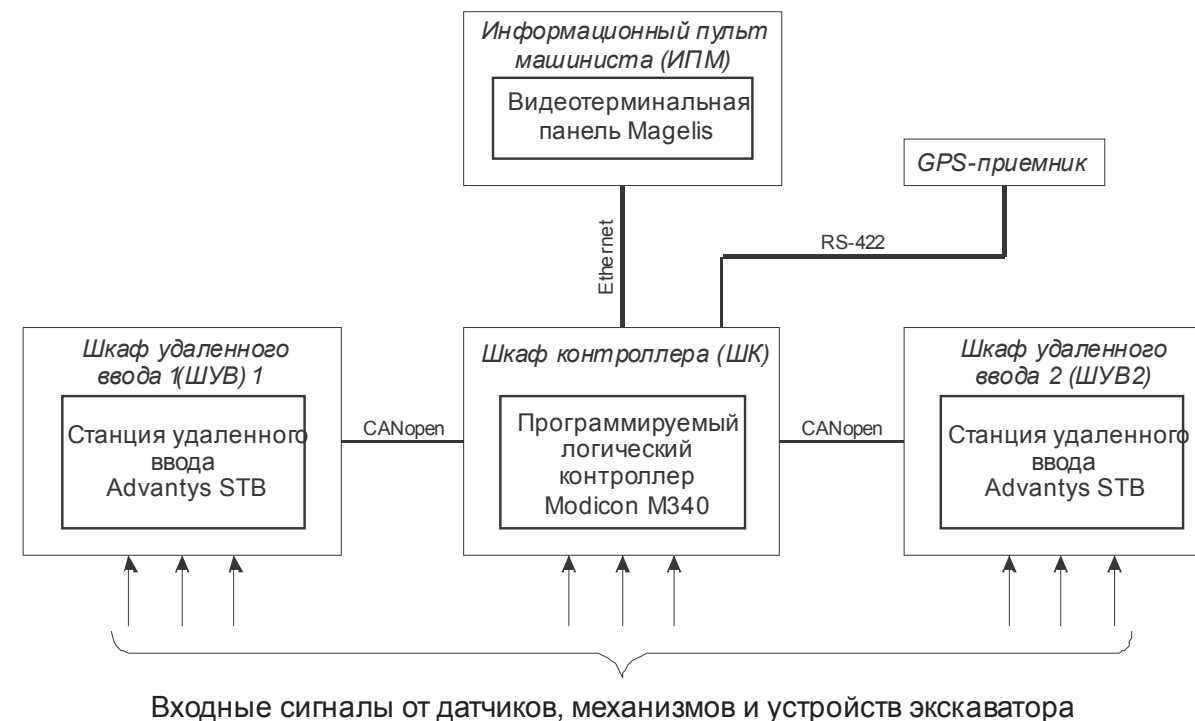 Информационный пульт
машиниста (ИПМ)
Видеотерминальная
панель Magelis
GPS-приемник
Ethernet
RS-422
Шкаф удаленного
ввода 1(ШУВ) 1
Станция удаленного
ввода
Advantys STB
CANopen
Шкаф контроллера (ШК)
Программируемый
логический
контроллер
Modicon M340
CANopen
Шкаф удаленного
ввода 2 (ШУВ2)
Станция удаленного
ввода
Advantys STB
Входные сигналы от датчиков, механизмов и устройств экскаватора